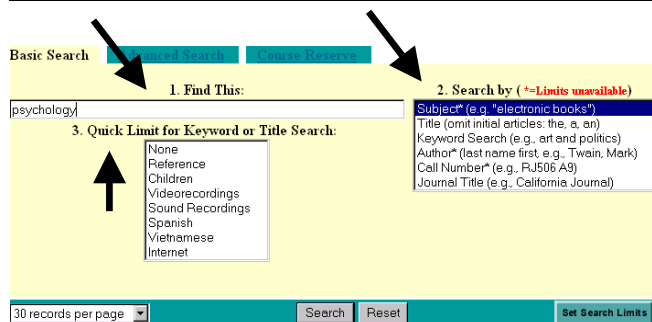 Basic Search Advanced Search Course Reserve
1. Find This:
psychology
2. Search by ( *=Limits unavailable)
Subject* (e.g. "electronic books")
Title (omit initial articles: the, a, an)
Keyword Search (e.g., art and politics)
Author* (last name first, e.g., Twain, Mark)
Call Number* (e.g., RJ506 A9)
Journal Title (e.g., California Journal)
3. Quick Limit for Keyword or Title Search:
None
Reference
Children
Videorecordings
Sound Recordings
Spanish
Vietnamese
Internet
30 records per page Search Reset Set Search Limits